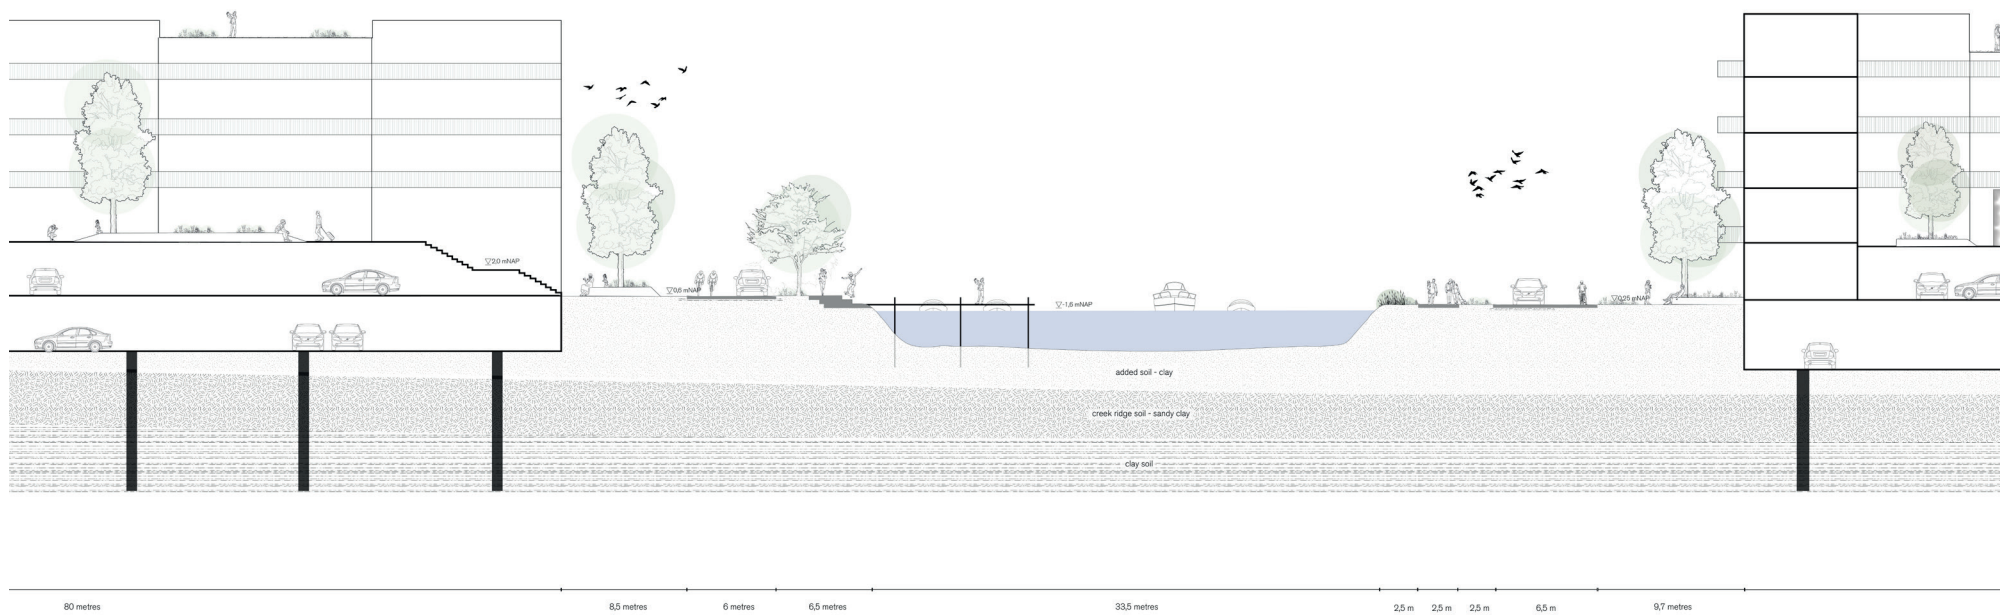 ▽2,0 mNAP
▽0,6 mNAP
▽-1,6 mNAP
▽0,25 mNAP
added soil - clay
creek ridge soil - sandy clay
clay soil
80 metres
8,5 metres
6 metres
6,5 metres
33,5 metres
2,5 m
2,5 m
2,5 m
6,5 m
9,7 metres